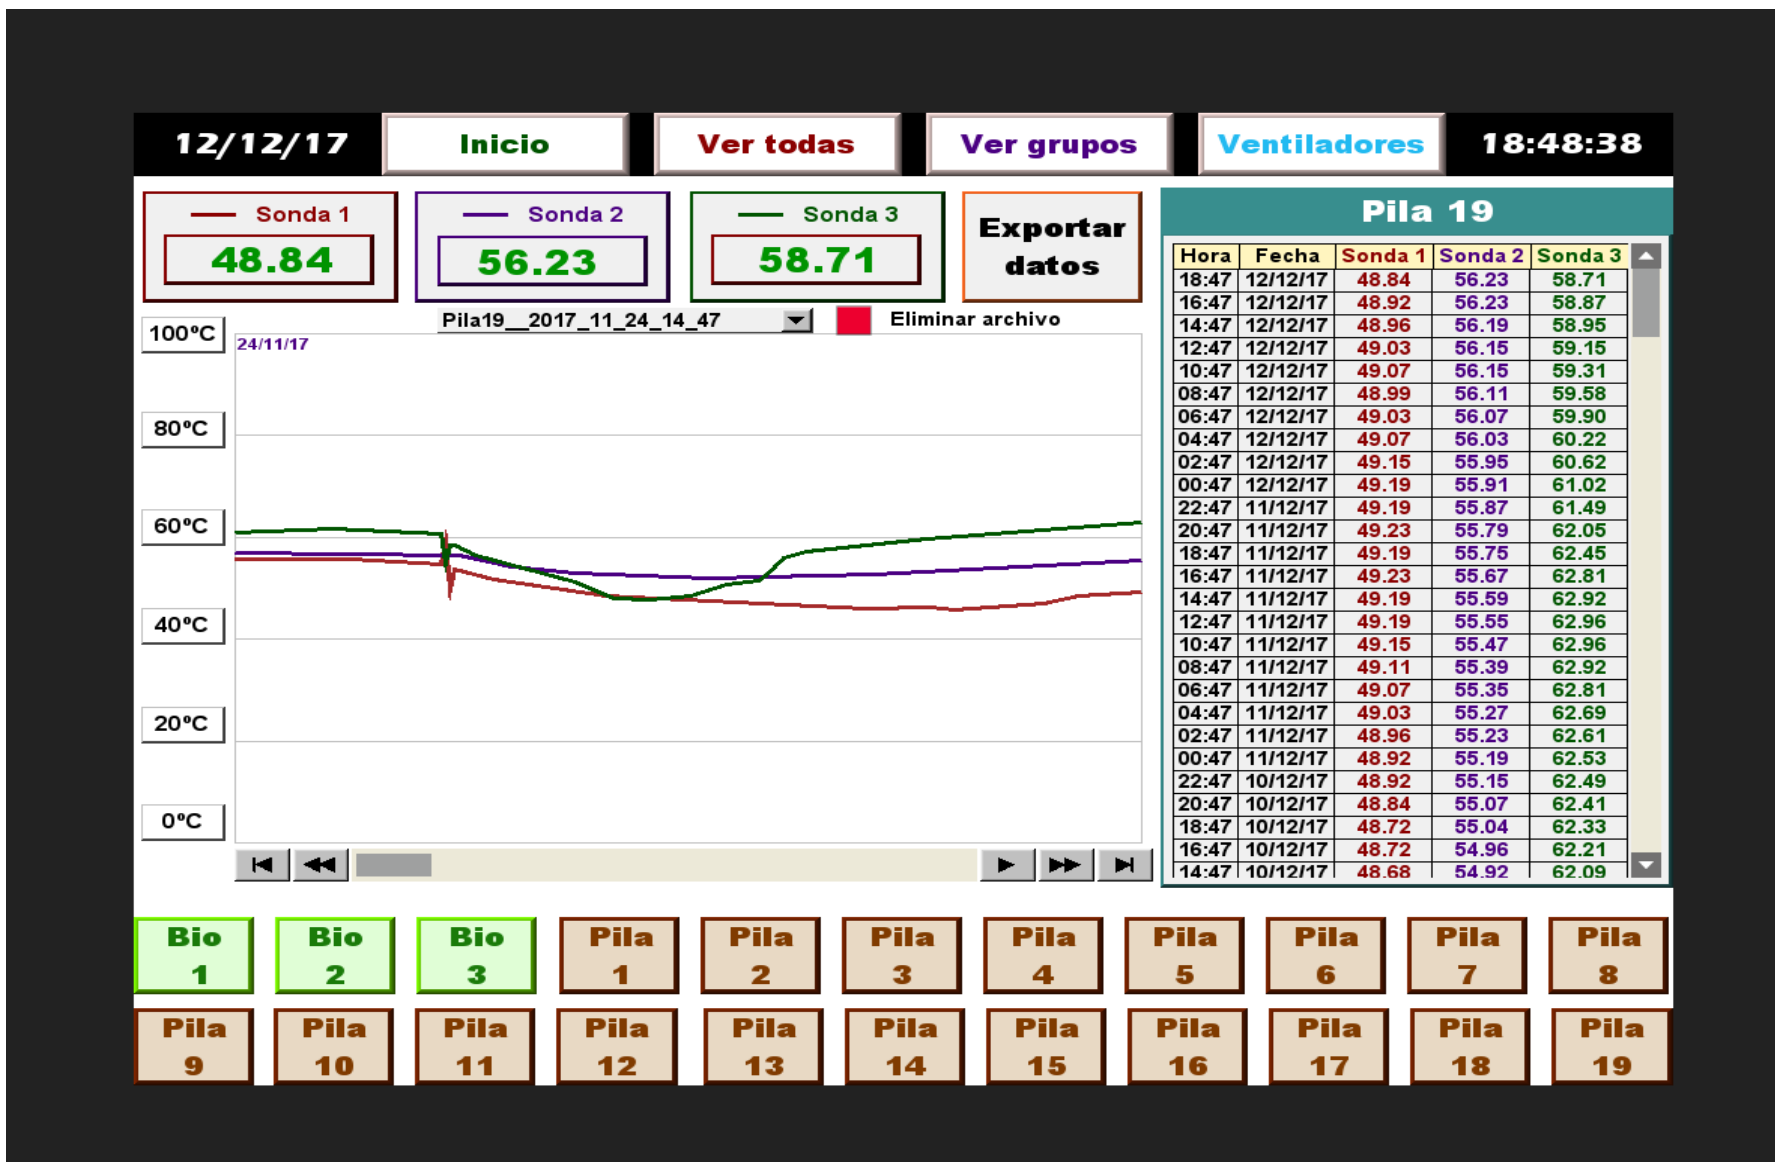 12/12/17 Inicio Ver todas Ver grupos Ventiladores 18:48:38
Sonda 1 Sonda 2 Sonda 3
48.84 56.23 58.71
Exportar
datos
Pila19__2017_11_24_14_47 Eliminar archivo
24/11/17
100ºC
80ºC
60ºC
40ºC
20ºC
0ºC
Pila 19
Hora Fecha Sonda 1 Sonda 2 Sonda 3
18:47 12/12/17 48.84 56.23 58.71
16:47 12/12/17 48.92 56.23 58.87
14:47 12/12/17 48.96 56.19 58.95
12:47 12/12/17 49.03 56.15 59.15
10:47 12/12/17 49.07 56.15 59.31
08:47 12/12/17 48.99 56.11 59.58
06:47 12/12/17 49.03 56.07 59.90
04:47 12/12/17 49.07 56.03 60.22
02:47 12/12/17 49.15 55.95 60.62
00:47 12/12/17 49.19 55.91 61.02
22:47 11/12/17 49.19 55.87 61.49
20:47 11/12/17 49.23 55.79 62.05
18:47 11/12/17 49.19 55.75 62.45
16:47 11/12/17 49.23 55.67 62.81
14:47 11/12/17 49.19 55.59 62.92
12:47 11/12/17 49.19 55.55 62.96
10:47 11/12/17 49.15 55.47 62.96
08:47 11/12/17 49.11 55.39 62.92
06:47 11/12/17 49.07 55.35 62.81
04:47 11/12/17 49.03 55.27 62.69
02:47 11/12/17 48.96 55.23 62.61
00:47 11/12/17 48.92 55.19 62.53
22:47 10/12/17 48.92 55.15 62.49
20:47 10/12/17 48.84 55.07 62.41
18:47 10/12/17 48.72 55.04 62.33
16:47 10/12/17 48.72 54.96 62.21
14:47 10/12/17 48.68 54.92 62.09
Bio Bio Bio Pila Pila Pila Pila Pila Pila Pila Pila
1 2 3 1 2 3 4 5 6 7 8
Pila Pila Pila Pila Pila Pila Pila Pila Pila Pila Pila
9 10 11 12 13 14 15 16 17 18 19